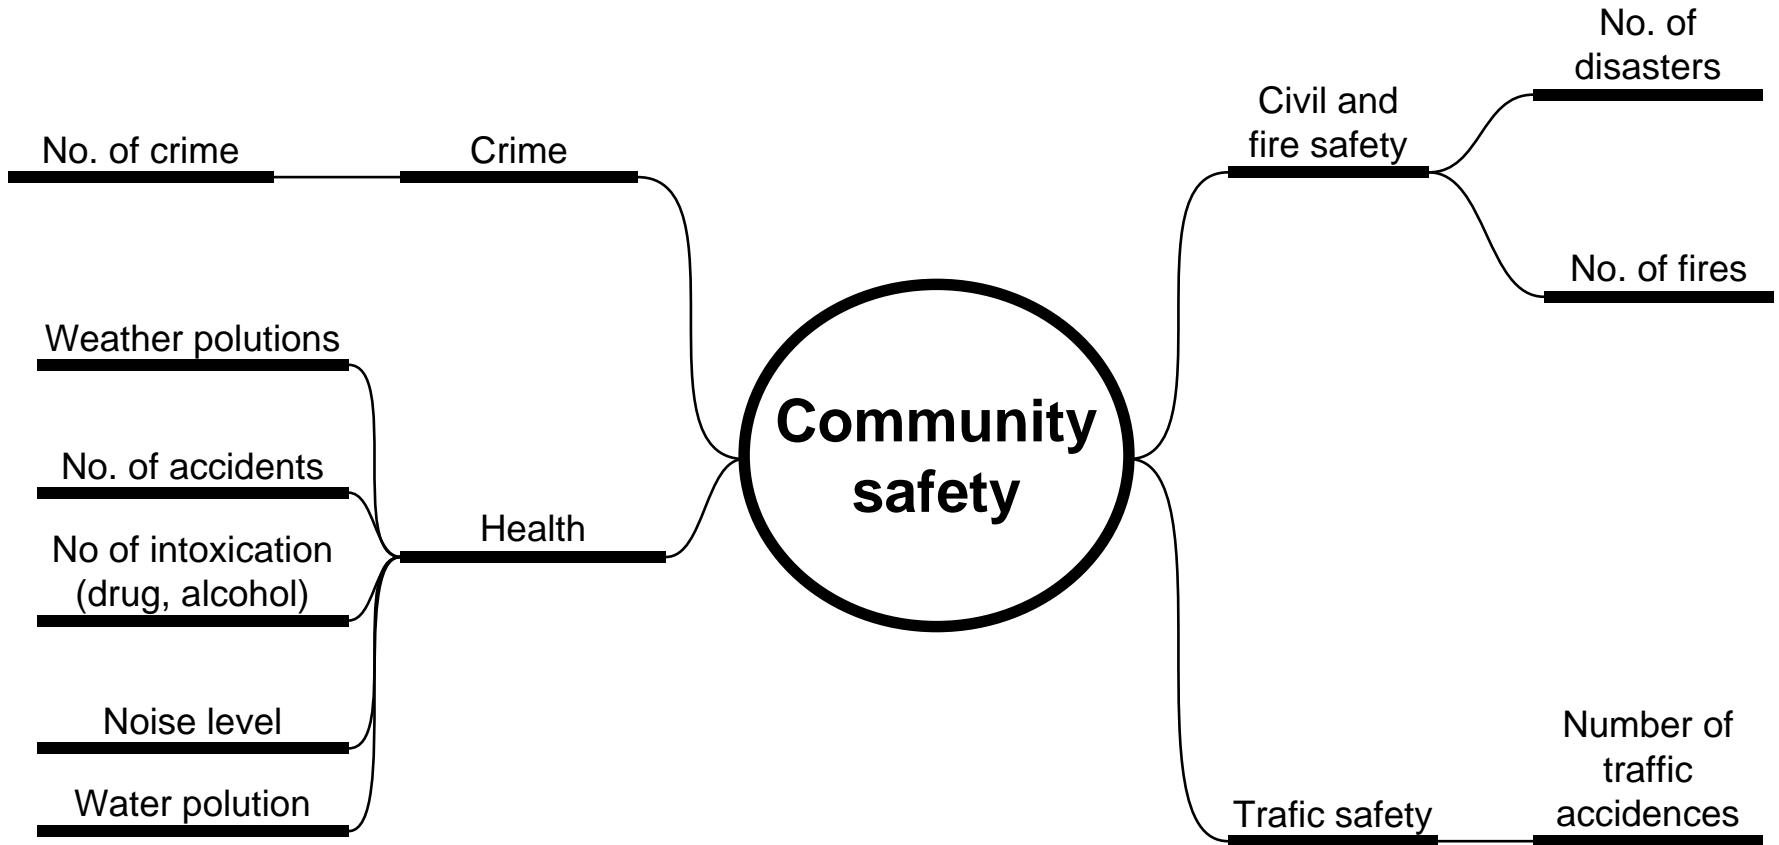 No. of crime
Crime
Weather polutions
No. of accidents
No of intoxication
(drug, alcohol)
Noise level
Water polution
Health
Community
safety
Civil and
fire safety
No. of
disasters
No. of fires
Trafic safety
Number of
traffic
accidences